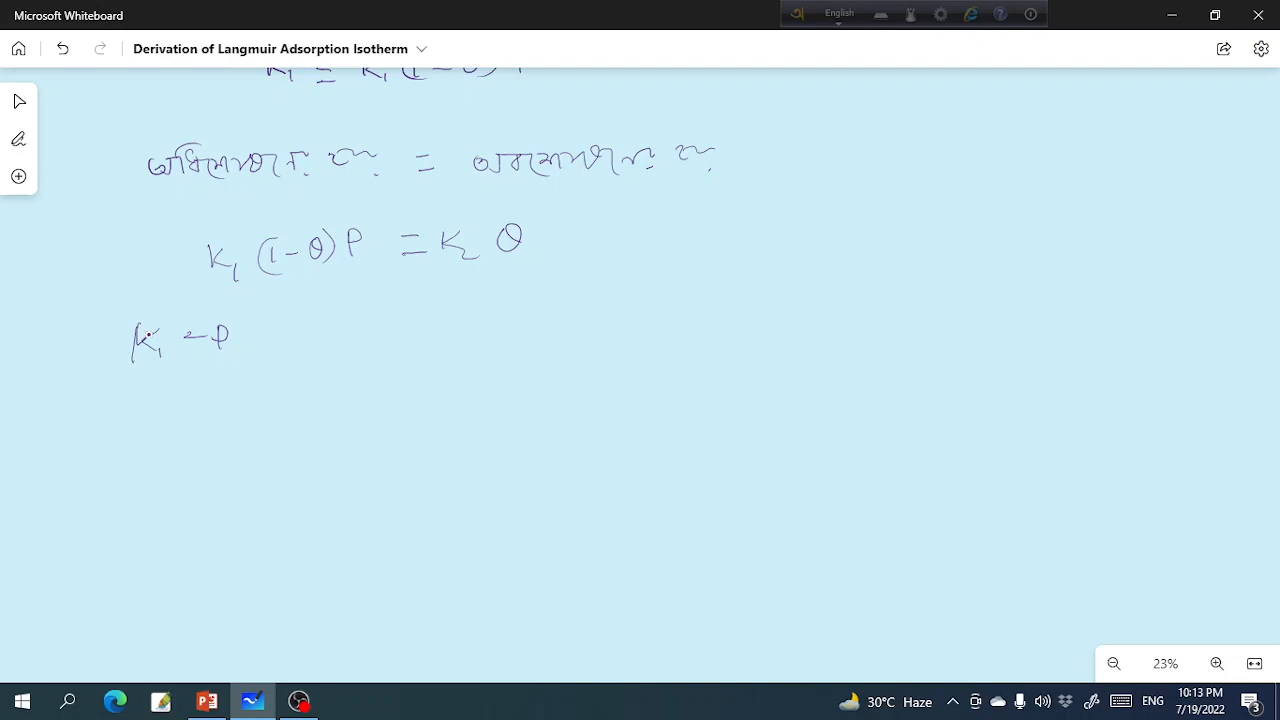 Microsoft Whiteboard
English
Derivation of Langmuir Adsorption Isotherm
অধিশোষণের হার = অবশোষণের হার
K₁ (1-θ) P = K₂ θ
K₁ - P
23%
30°C Haze
ENG
10:13 PM
7/19/2022
3